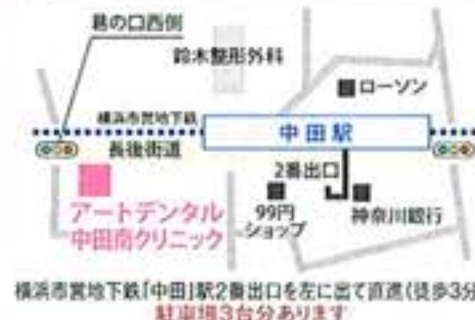 葛の口西側
鈴木整形外科
ローソン
横浜市営地下鉄
中田駅
長後街道
2番出口
アートデンタル
中田南クリニック
99円
ショップ
神奈川銀行
横浜市営地下鉄「中田」駅2番出口を左に出て直進(徒歩3分
駐車場3台分あります